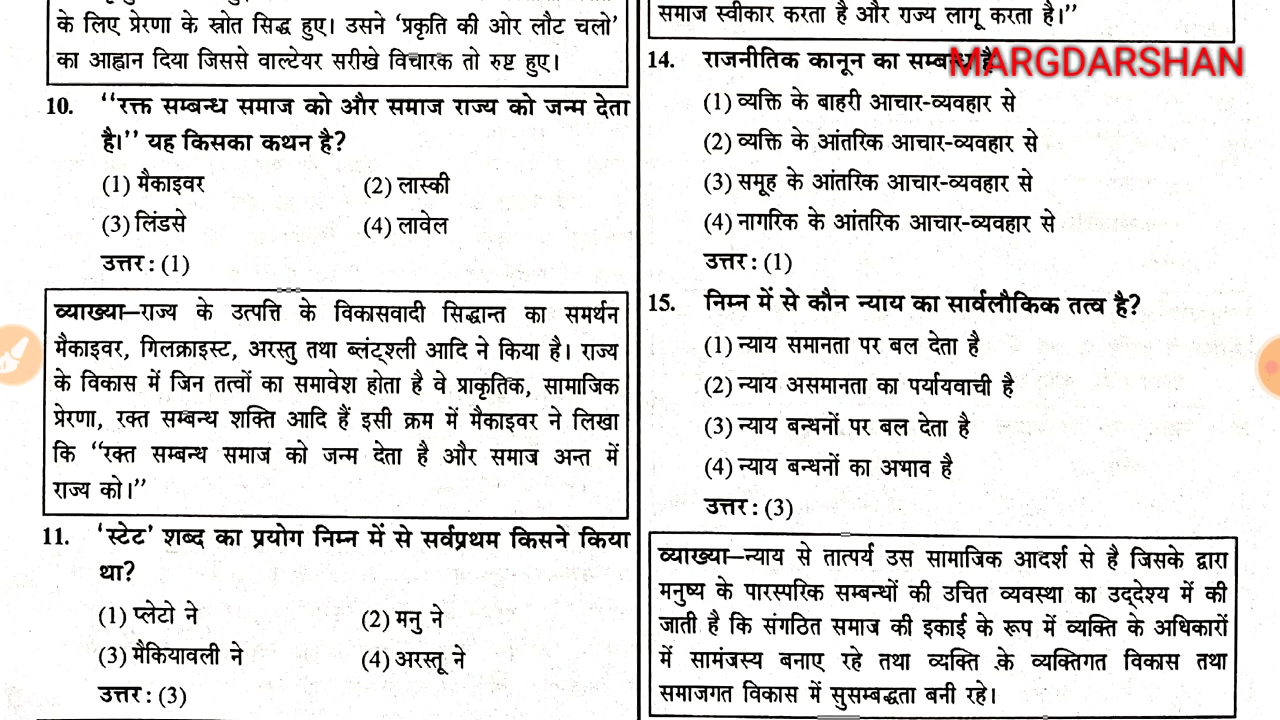 के लिए प्रेरणा के स्रोत सिद्ध हुए। उसने ‘प्रकृति की ओर लौट चलो’
का आह्वान दिया जिससे वाल्टेयर सरीखे विचारक तो रुष्ट हुए।
10. ‘‘रक्त सम्बन्ध समाज को और समाज राज्य को जन्म देता
है।’’ यह किसका कथन है?
(1) मैकाइवर (2) लास्की
(3) लिंडसे (4) लावेल
उत्तर : (1)
व्याख्या—राज्य के उत्पत्ति के विकासवादी सिद्धान्त का समर्थन
मैकाइवर, गिलक्राइस्ट, अरस्तु तथा ब्लंट्श्ली आदि ने किया है। राज्य
के विकास में जिन तत्वों का समावेश होता है वे प्राकृतिक, सामाजिक
प्रेरणा, रक्त सम्बन्ध शक्ति आदि हैं इसी क्रम में मैकाइवर ने लिखा
कि ‘‘रक्त सम्बन्ध समाज को जन्म देता है और समाज अन्त में
राज्य को।’’
11. ‘स्टेट’ शब्द का प्रयोग निम्न में से सर्वप्रथम किसने किया
था?
(1) प्लेटो ने (2) मनु ने
(3) मैकियावली ने (4) अरस्तू ने
उत्तर : (3)
समाज स्वीकार करता है और राज्य लागू करता है।’’
14. राजनीतिक कानून का सम्बन्ध है
MARGDARSHAN
(1) व्यक्ति के बाहरी आचार-व्यवहार से
(2) व्यक्ति के आंतरिक आचार-व्यवहार से
(3) समूह के आंतरिक आचार-व्यवहार से
(4) नागरिक के आंतरिक आचार-व्यवहार से
उत्तर : (1)
15. निम्न में से कौन न्याय का सार्वलौकिक तत्व है?
(1) न्याय समानता पर बल देता है
(2) न्याय असमानता का पर्यायवाची है
(3) न्याय बन्धनों पर बल देता है
(4) न्याय बन्धनों का अभाव है
उत्तर : (3)
व्याख्या—न्याय से तात्पर्य उस सामाजिक आदर्श से है जिसके द्वारा
मनुष्य के पारस्परिक सम्बन्धों की उचित व्यवस्था का उद्देश्य में की
जाती है कि संगठित समाज की इकाई के रूप में व्यक्ति के अधिकारों
में सामंजस्य बनाए रहे तथा व्यक्ति के व्यक्तिगत विकास तथा
समाजगत विकास में सुसम्बद्धता बनी रहे।